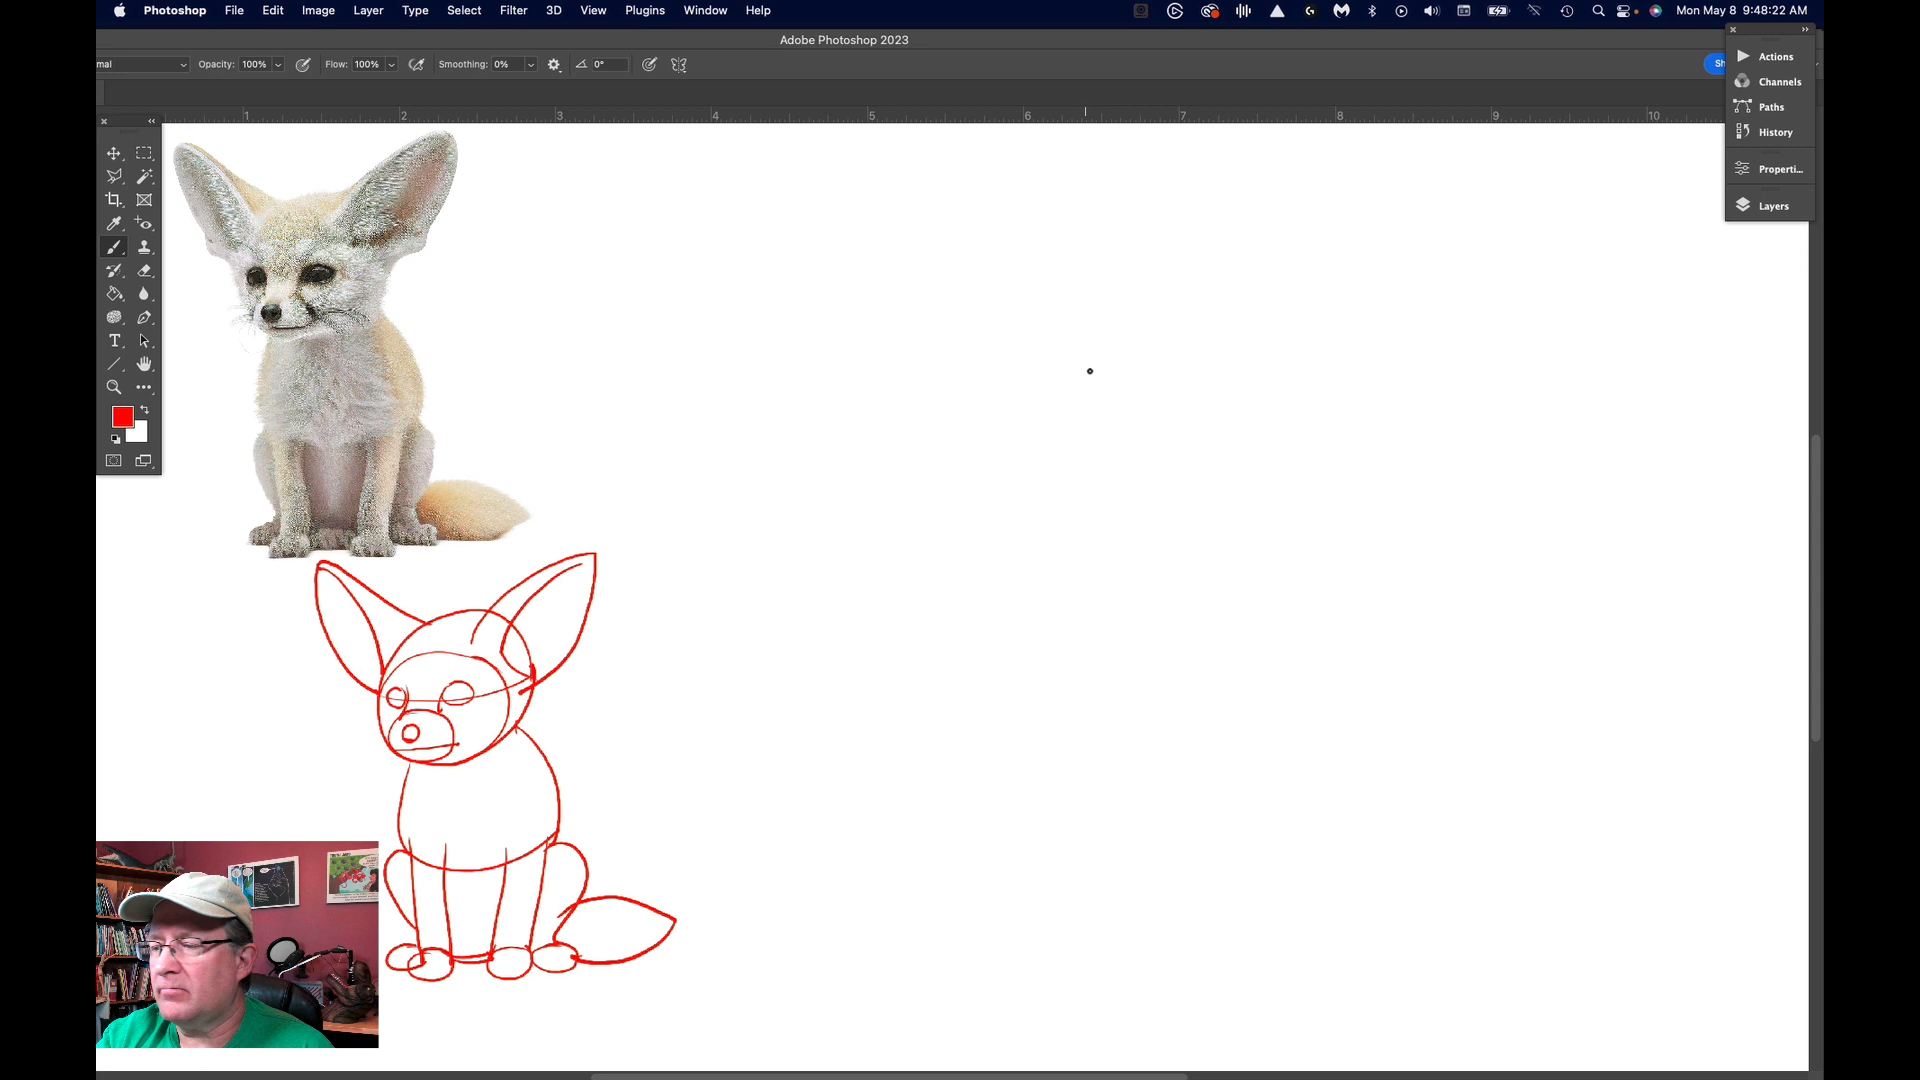 Photoshop File Edit Image Layer Type Select Filter 3D View Plugins Window Help Mon May 8 9:48:22 AM
Adobe Photoshop 2023
mal Opacity: 100% Flow: 100% Smoothing: 0% 0° Sh
1 2 3 4 5 6 7 8 9 10
Actions
Channels
Paths
History
Properti...
Layers